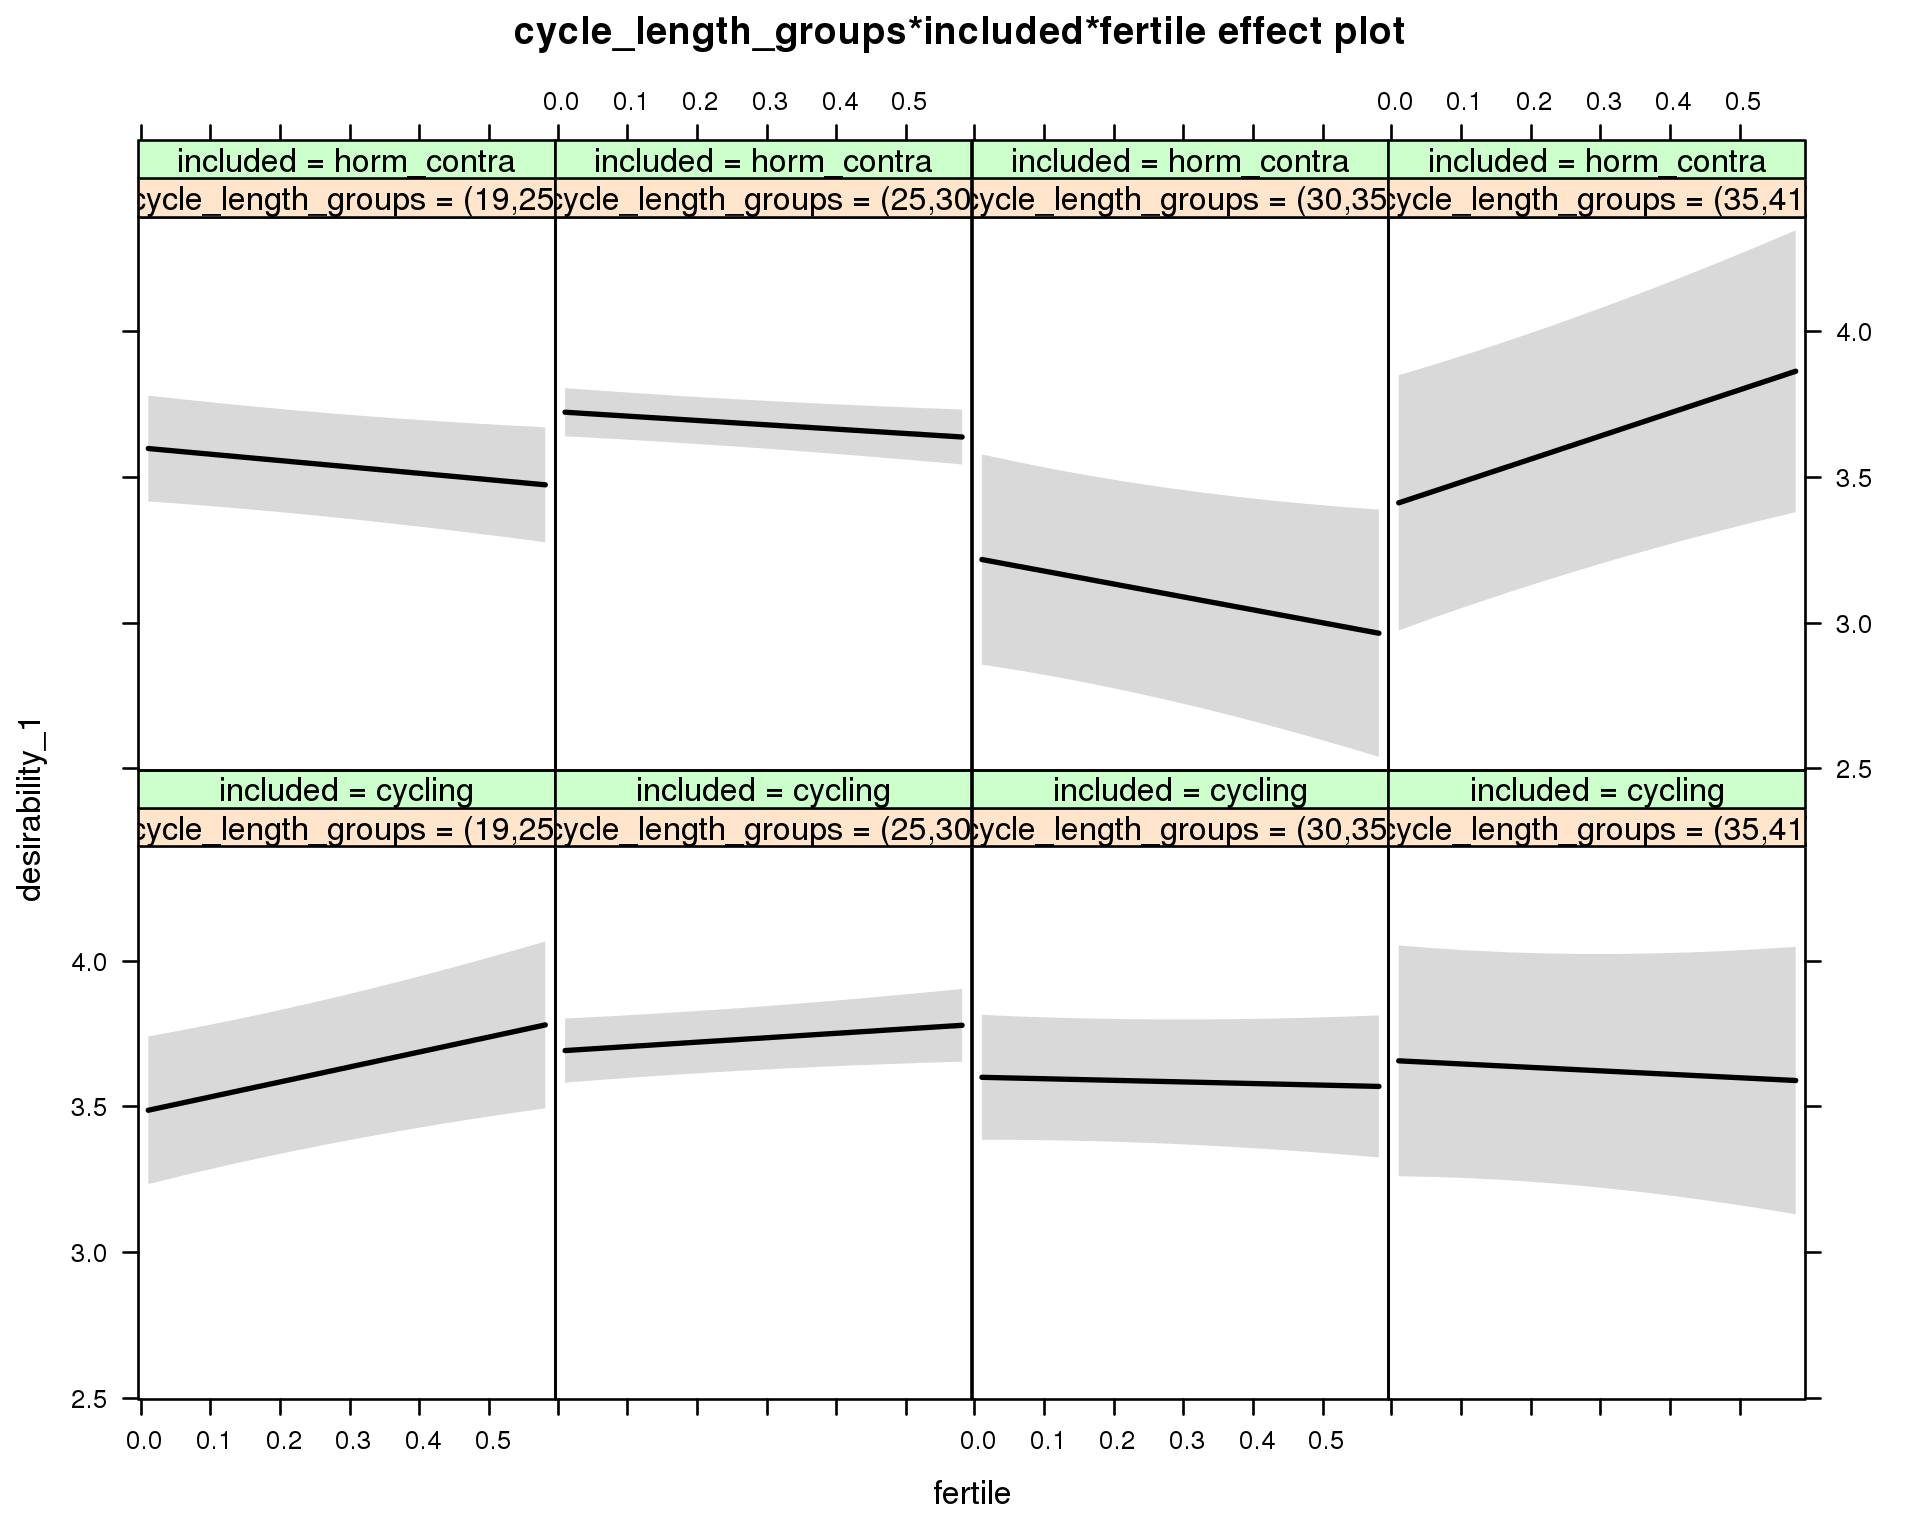 cycle_length_groups*included*fertile effect plot
0.0 0.1 0.2 0.3 0.4 0.5 0.0 0.1 0.2 0.3 0.4 0.5
included = horm_contra included = horm_contra included = horm_contra included = horm_contra
cycle_length_groups = (19,25 cycle_length_groups = (25,30 cycle_length_groups = (30,35 cycle_length_groups = (35,41
4.0
3.5
3.0
2.5
desirability_1
included = cycling included = cycling included = cycling included = cycling
cycle_length_groups = (19,25 cycle_length_groups = (25,30 cycle_length_groups = (30,35 cycle_length_groups = (35,41
4.0
3.5
3.0
2.5
0.0 0.1 0.2 0.3 0.4 0.5 0.0 0.1 0.2 0.3 0.4 0.5
fertile